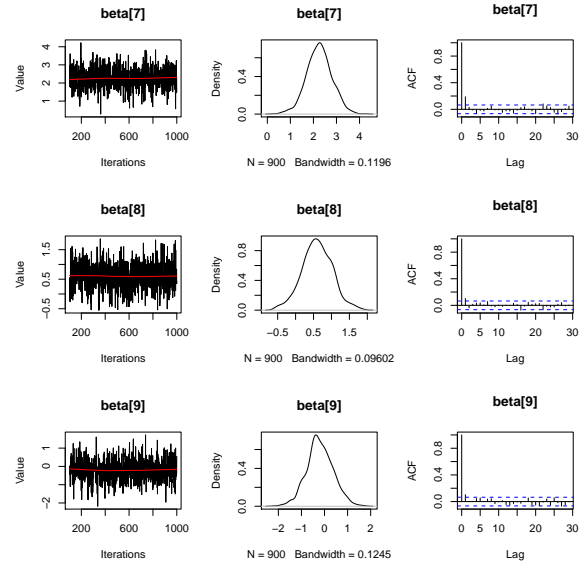 beta[7]
beta[7]
beta[7]
Value
1 2 3 4
200 600 1000
Iterations
Density
0.0 0.4
0 1 2 3 4
N = 900 Bandwidth = 0.1196
ACF
0.0 0.4 0.8
0 5 10 15 20 30
Lag
beta[8]
beta[8]
beta[8]
Value
−0.5 0.5 1.5
200 600 1000
Iterations
Density
0.0 0.4 0.8
−0.5 0.5 1.5
N = 900 Bandwidth = 0.09602
ACF
0.0 0.4 0.8
0 5 10 15 20 30
Lag
beta[9]
beta[9]
beta[9]
Value
−2 0 1
200 600 1000
Iterations
Density
0.0 0.4
−2 −1 0 1 2
N = 900 Bandwidth = 0.1245
ACF
0.0 0.4 0.8
0 5 10 15 20 30
Lag